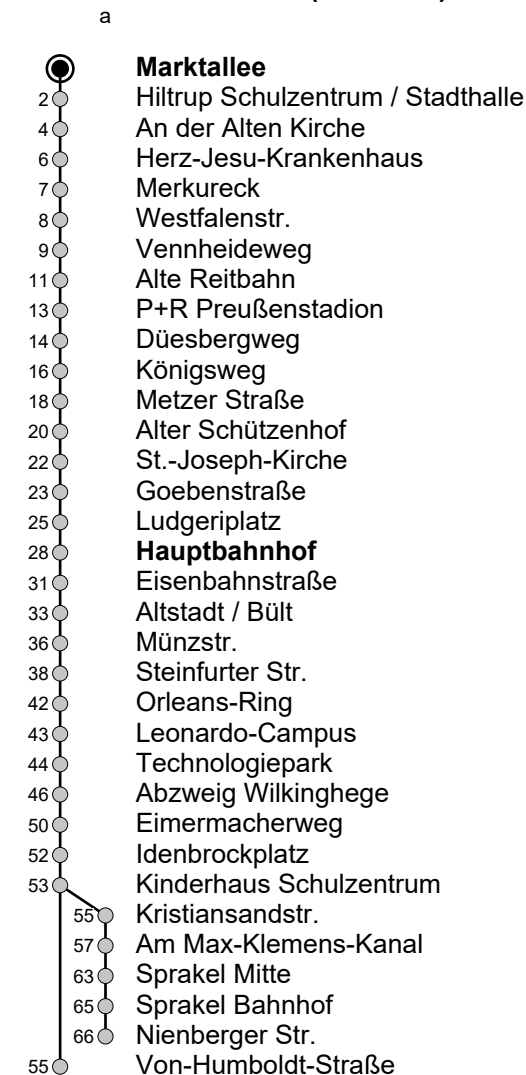 a
Marktallee
2 Hiltrup Schulzentrum / Stadthalle
4 An der Alten Kirche
6 Herz-Jesu-Krankenhaus
7 Merkureck
8 Westfalenstr.
9 Vennheideweg
11 Alte Reitbahn
13 P+R Preußenstadion
14 Düesbergweg
16 Königsweg
18 Metzer Straße
20 Alter Schützenhof
22 St.-Joseph-Kirche
23 Goebenstraße
25 Ludgeriplatz
28 Hauptbahnhof
31 Eisenbahnstraße
33 Altstadt / Bült
36 Münzstr.
38 Steinfurter Str.
42 Orleans-Ring
43 Leonardo-Campus
44 Technologiepark
46 Abzweig Wilkinghege
50 Eimermacherweg
52 Idenbrockplatz
53 Kinderhaus Schulzentrum
55 Kristiansandstr.
57 Am Max-Klemens-Kanal
63 Sprakel Mitte
65 Sprakel Bahnhof
66 Nienberger Str.
55 Von-Humboldt-Straße